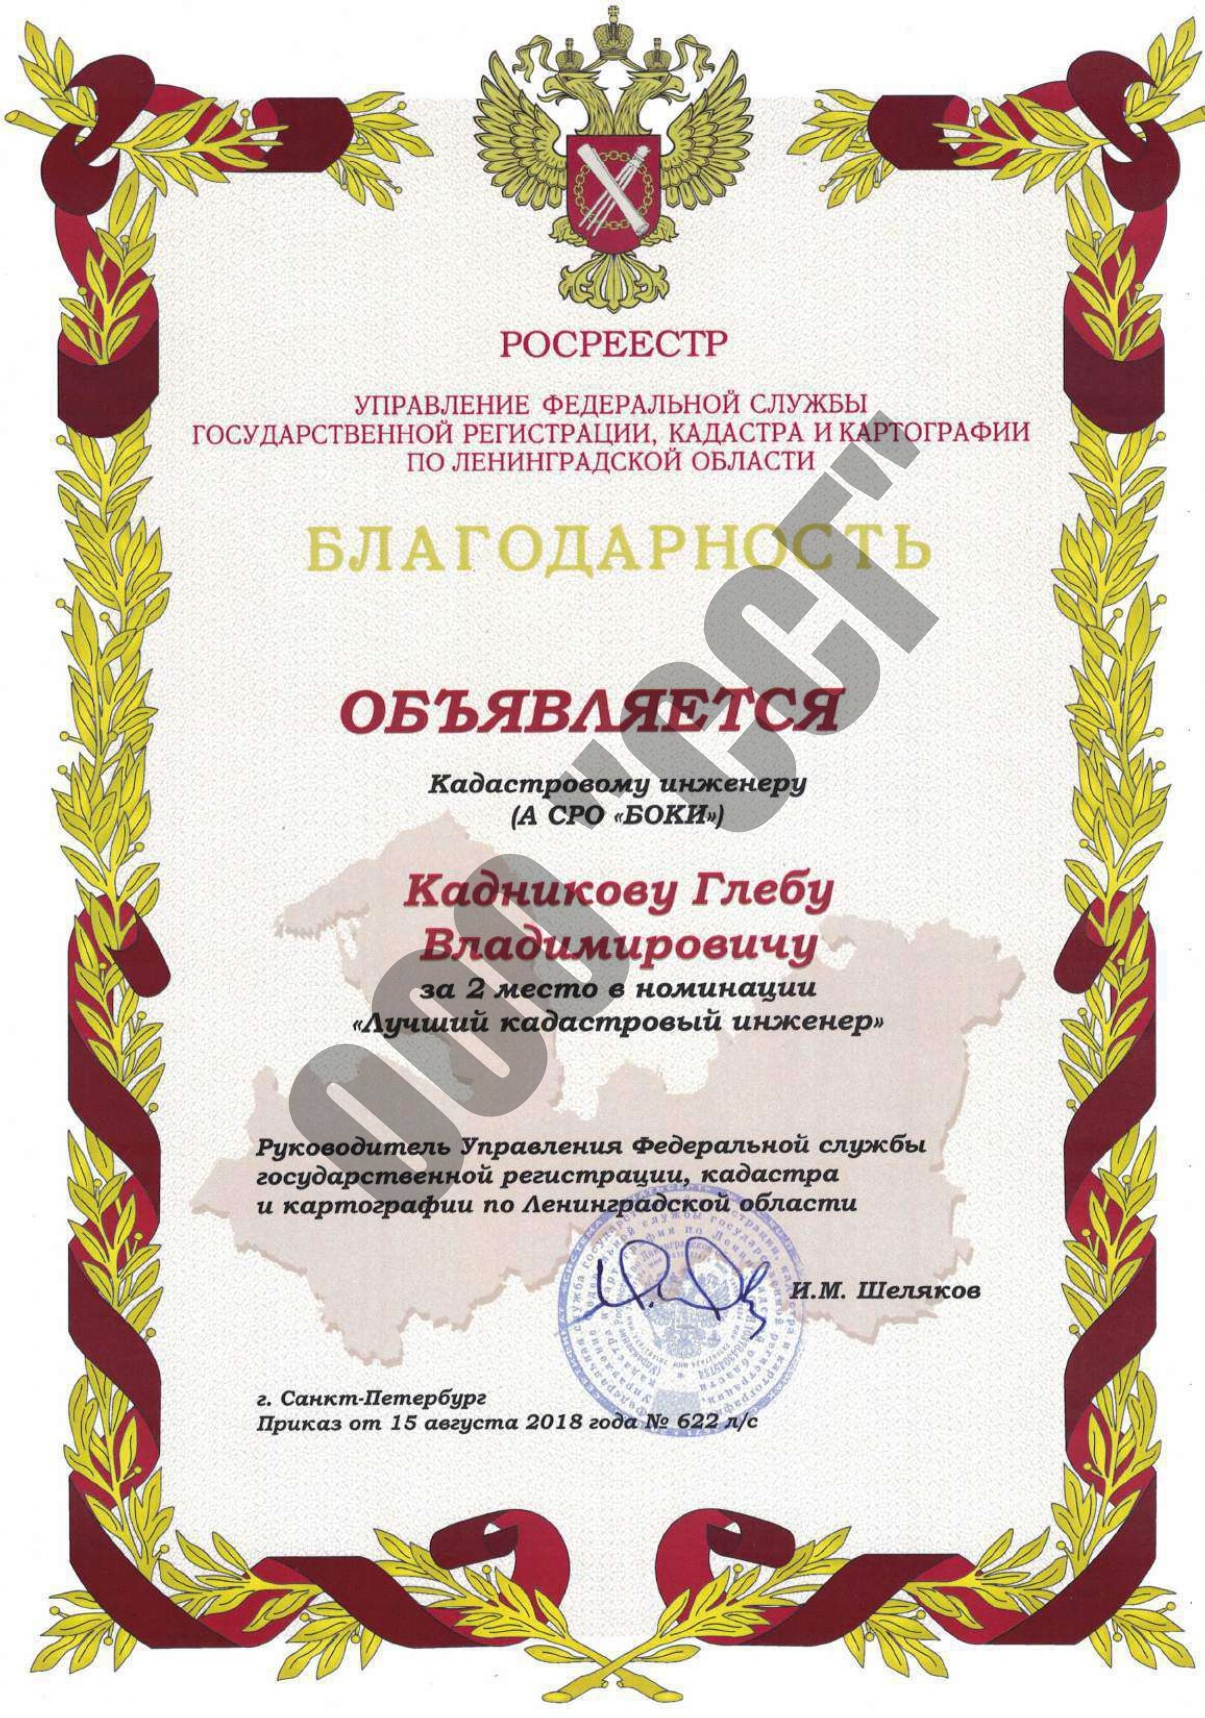 РОСРЕЕСТР
УПРАВЛЕНИЕ ФЕДЕРАЛЬНОЙ СЛУЖБЫ
ГОСУДАРСТВЕННОЙ РЕГИСТРАЦИИ, КАДАСТРА И КАРТОГРАФИИ
ПО ЛЕНИНГРАДСКОЙ ОБЛАСТИ
БЛАГОДАРНОСТЬ
ОБЪЯВЛЯЕТСЯ
Кадастровому инженеру
(А СРО «БОКИ»)
Кадникову Глебу
Владимировичу
за 2 место в номинации
«Лучший кадастровый инженер»
Руководитель Управления Федеральной службы
государственной регистрации, кадастра
и картографии по Ленинградской области
И.М. Шеляков
г. Санкт-Петербург
Приказ от 15 августа 2018 года № 622 л/с
ООО "ССГ"